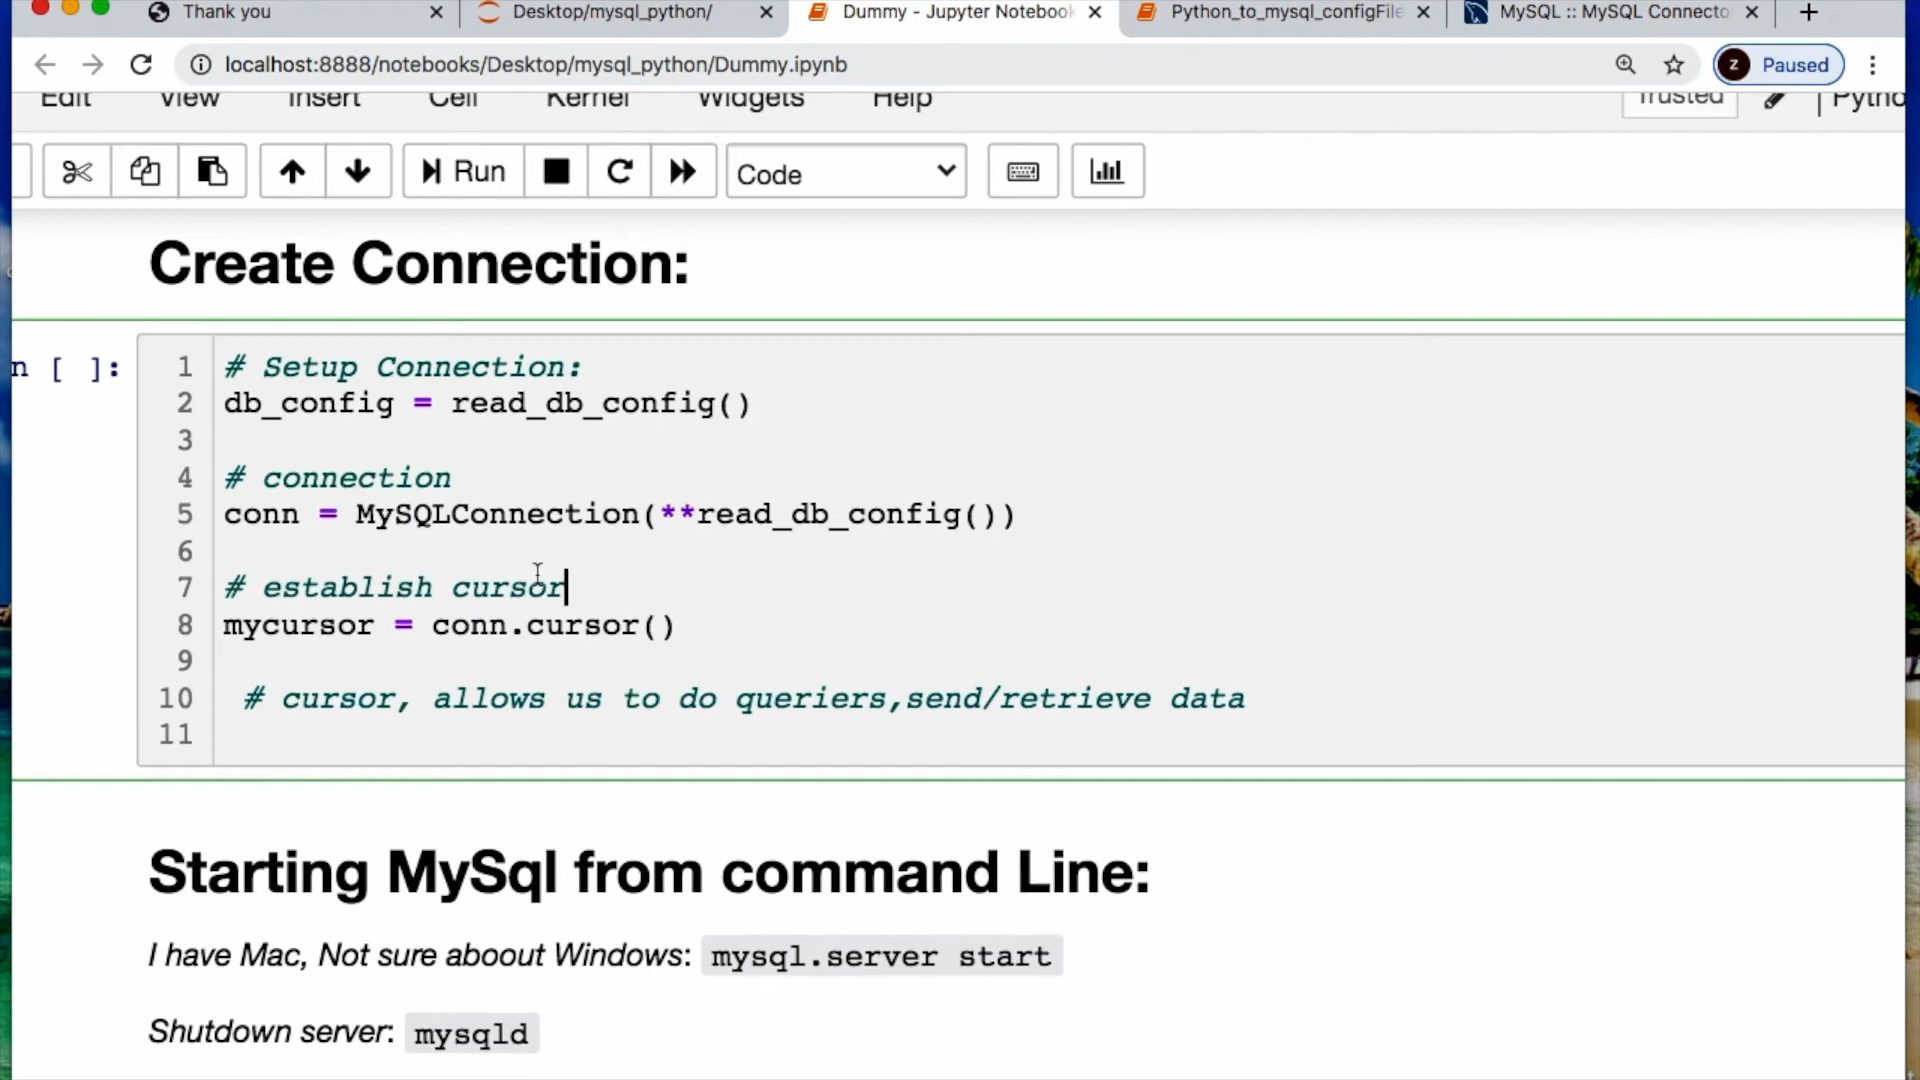 Thank you
Desktop/mysql_python/
Dummy - Jupyter Notebook
Python_to_mysql_configFile
MySQL :: MySQL Connecto
localhost:8888/notebooks/Desktop/mysql_python/Dummy.ipynb
Z Paused
Edit View Insert Cell Kernel Widgets Help
Trusted
Pytho
Run
Code
Create Connection:
n [ ]:
1 # Setup Connection:
2 db_config = read_db_config()
3
4 # connection
5 conn = MySQLConnection(**read_db_config())
6
7 # establish cursor
8 mycursor = conn.cursor()
9
10 # cursor, allows us to do queriers,send/retrieve data
11
Starting MySql from command Line:
I have Mac, Not sure aboout Windows: mysql.server start
Shutdown server: mysqld